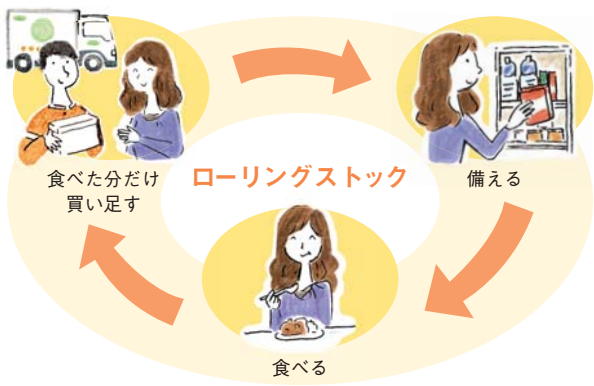 食べた分だけ
買い足す
ローリングストック
備える
食べる